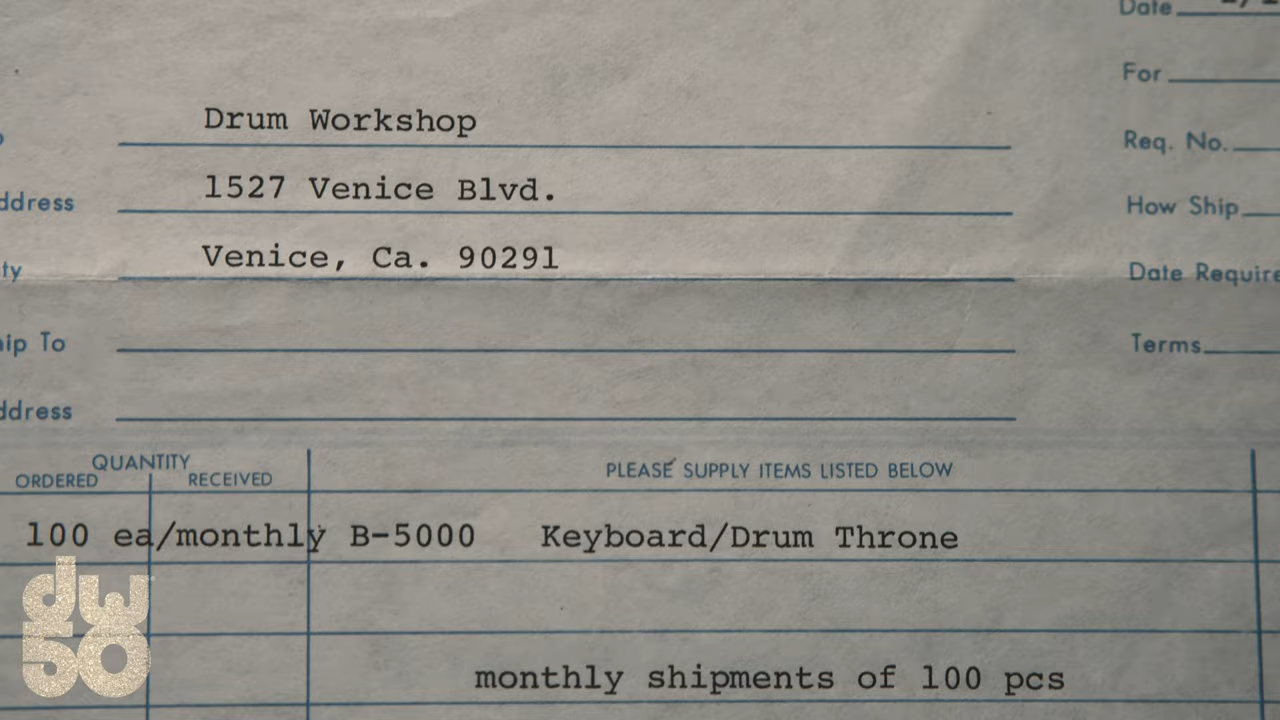 Date
For
Drum Workshop
Req. No.
ddress 1527 Venice Blvd.
How Ship
ty Venice, Ca. 90291
Date Require
ip To
Terms
ddress
QUANTITY
ORDERED RECEIVED
PLEASE SUPPLY ITEMS LISTED BELOW
100 ea/monthly B-5000 Keyboard/Drum Throne
monthly shipments of 100 pcs
dw
50